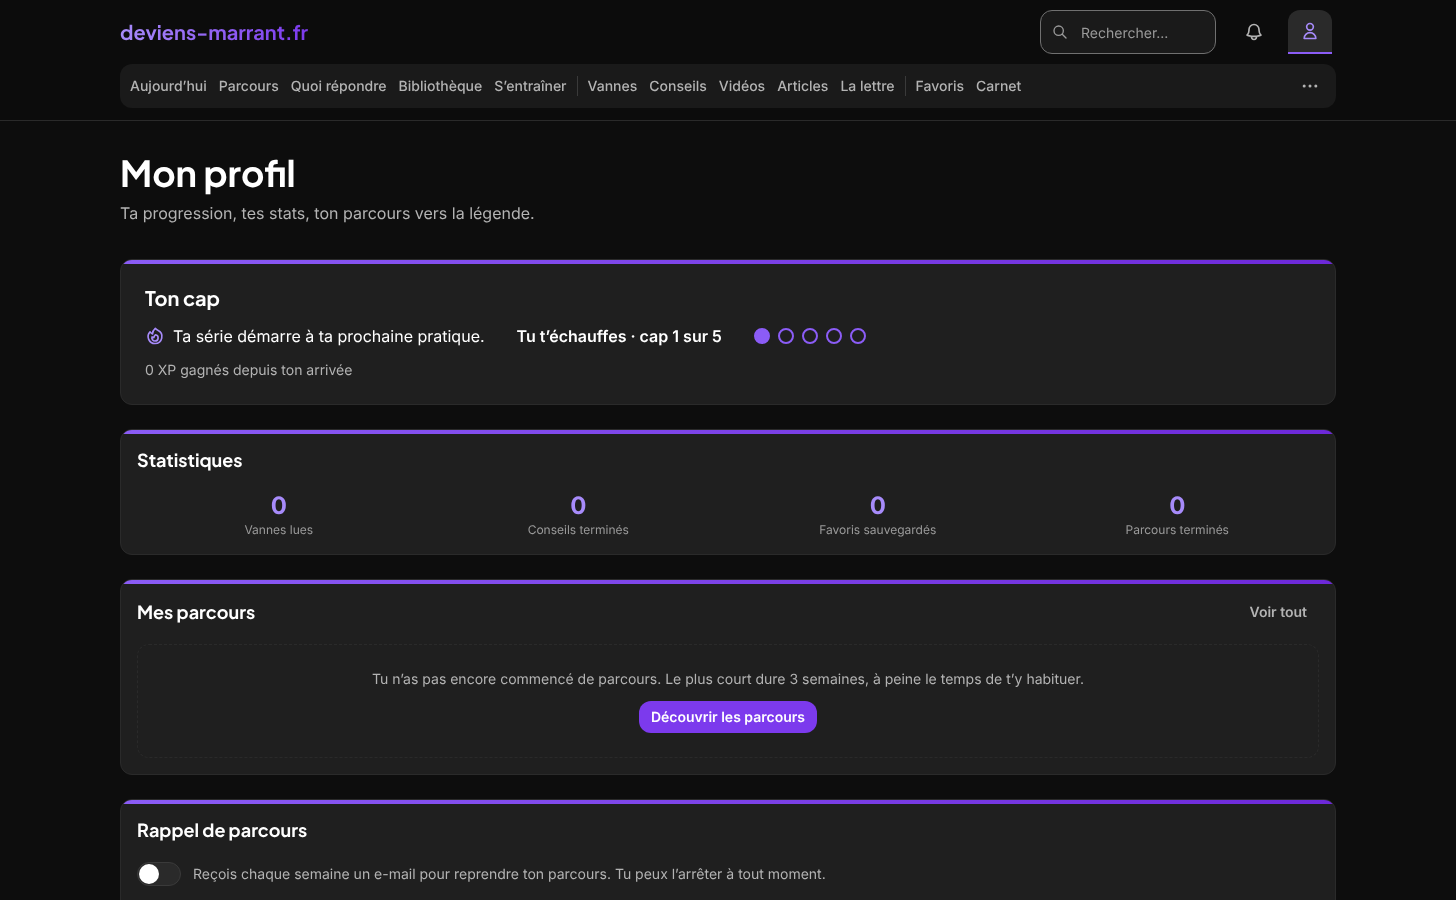 deviens-marrant.fr
Rechercher...
Aujourd’hui Parcours Quoi répondre Bibliothèque S’entraîner Vannes Conseils Vidéos Articles La lettre Favoris Carnet
Mon profil
Ta progression, tes stats, ton parcours vers la légende.
Ton cap
Ta série démarre à ta prochaine pratique. Tu t’échauffes · cap 1 sur 5
0 XP gagnés depuis ton arrivée
Statistiques
0 0 0 0
Vannes lues Conseils terminés Favoris sauvegardés Parcours terminés
Mes parcours Voir tout
Tu n’as pas encore commencé de parcours. Le plus court dure 3 semaines, à peine le temps de t’y habituer.
Découvrir les parcours
Rappel de parcours
Reçois chaque semaine un e-mail pour reprendre ton parcours. Tu peux l’arrêter à tout moment.